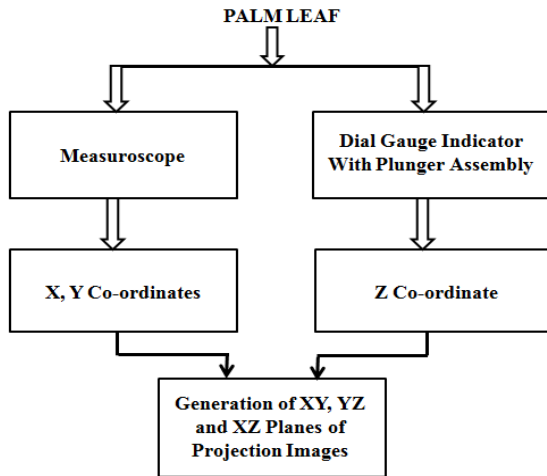 PALM LEAF
Measuroscope
Dial Gauge Indicator
With Plunger Assembly
X, Y Co-ordinates
Z Co-ordinate
Generation of XY, YZ
and XZ Planes of
Projection Images